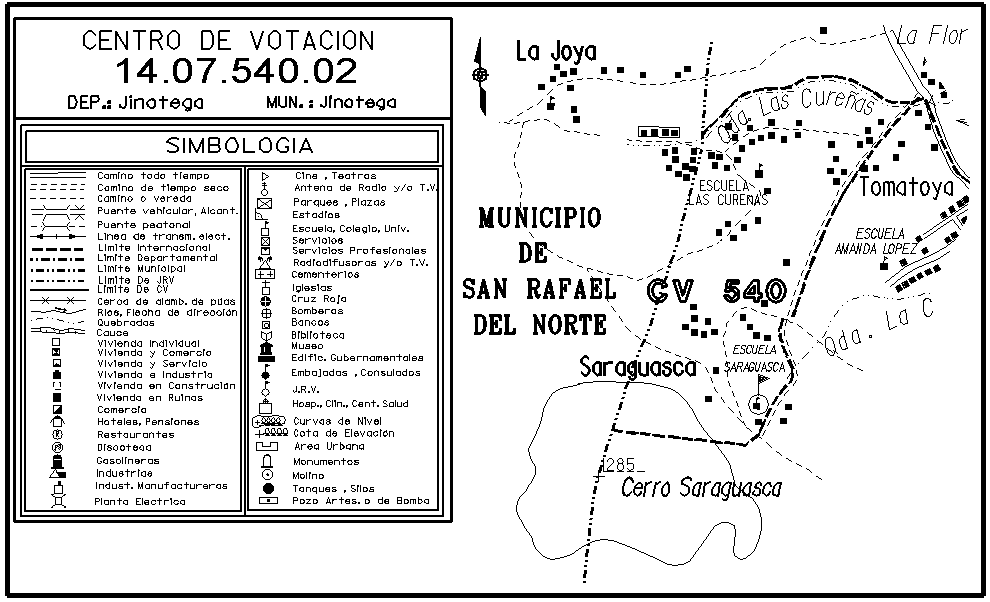 CENTRO DE VOTACION
14.07.540.02
DEP.: Jinotega MUN.: Jinotega
SIMBOLOGIA
Camino todo tiempo
Camino de tiempo seco
Camino o vereda
Puente vehicular, Alcant.
Puente peatonal
Linea de transm. elect.
Limite Internacional
Limite Departamental
Limite Municipal
Limite De JRV
Limite De CV
Cerca de alamb. de puas
Rios, Flecha de dirección
Quebradas
Cauce
Vivienda Individual
Vivienda y Comercio
Vivienda y Servicio
Vivienda e Industria
Vivienda en Construción
Vivienda en Ruinas
Comercio
Hoteles, Pensiones
Restaurantes
Discoteca
Gasolineras
Industrias
Indust. Manufactureras
Planta Electrica
Cine , Teatros
Antena de Radio y/o T.V.
Parques , Plazas
Estadios
Escuela, Colegio, Univ.
Servicios
Servicios Profesionales
Radiodifusoras y/o T.V.
Cementerios
Iglesias
Cruz Roja
Bomberos
Bancos
Biblioteca
Museo
Edific. Gubernamentales
Embajadas , Consulados
J.R.V.
Hosp., Clin., Cent. Salud
Curvas de Nivel
Cota de Elevación
Area Urbana
Monumentos
Molino
Tanques , Silos
Pozo Artes. o de Bomba
La Joya
La Flor
Qda. Las Cureñas
ESCUELA
LAS CUREÑAS
Tomatoya
ESCUELA
AMANDA LOPEZ
MUNICIPIO
DE
SAN RAFAEL
DEL NORTE
CV 540
Qda. La C
ESCUELA
SARAGUASCA
Saraguasca
1285
Cerro Saraguasca